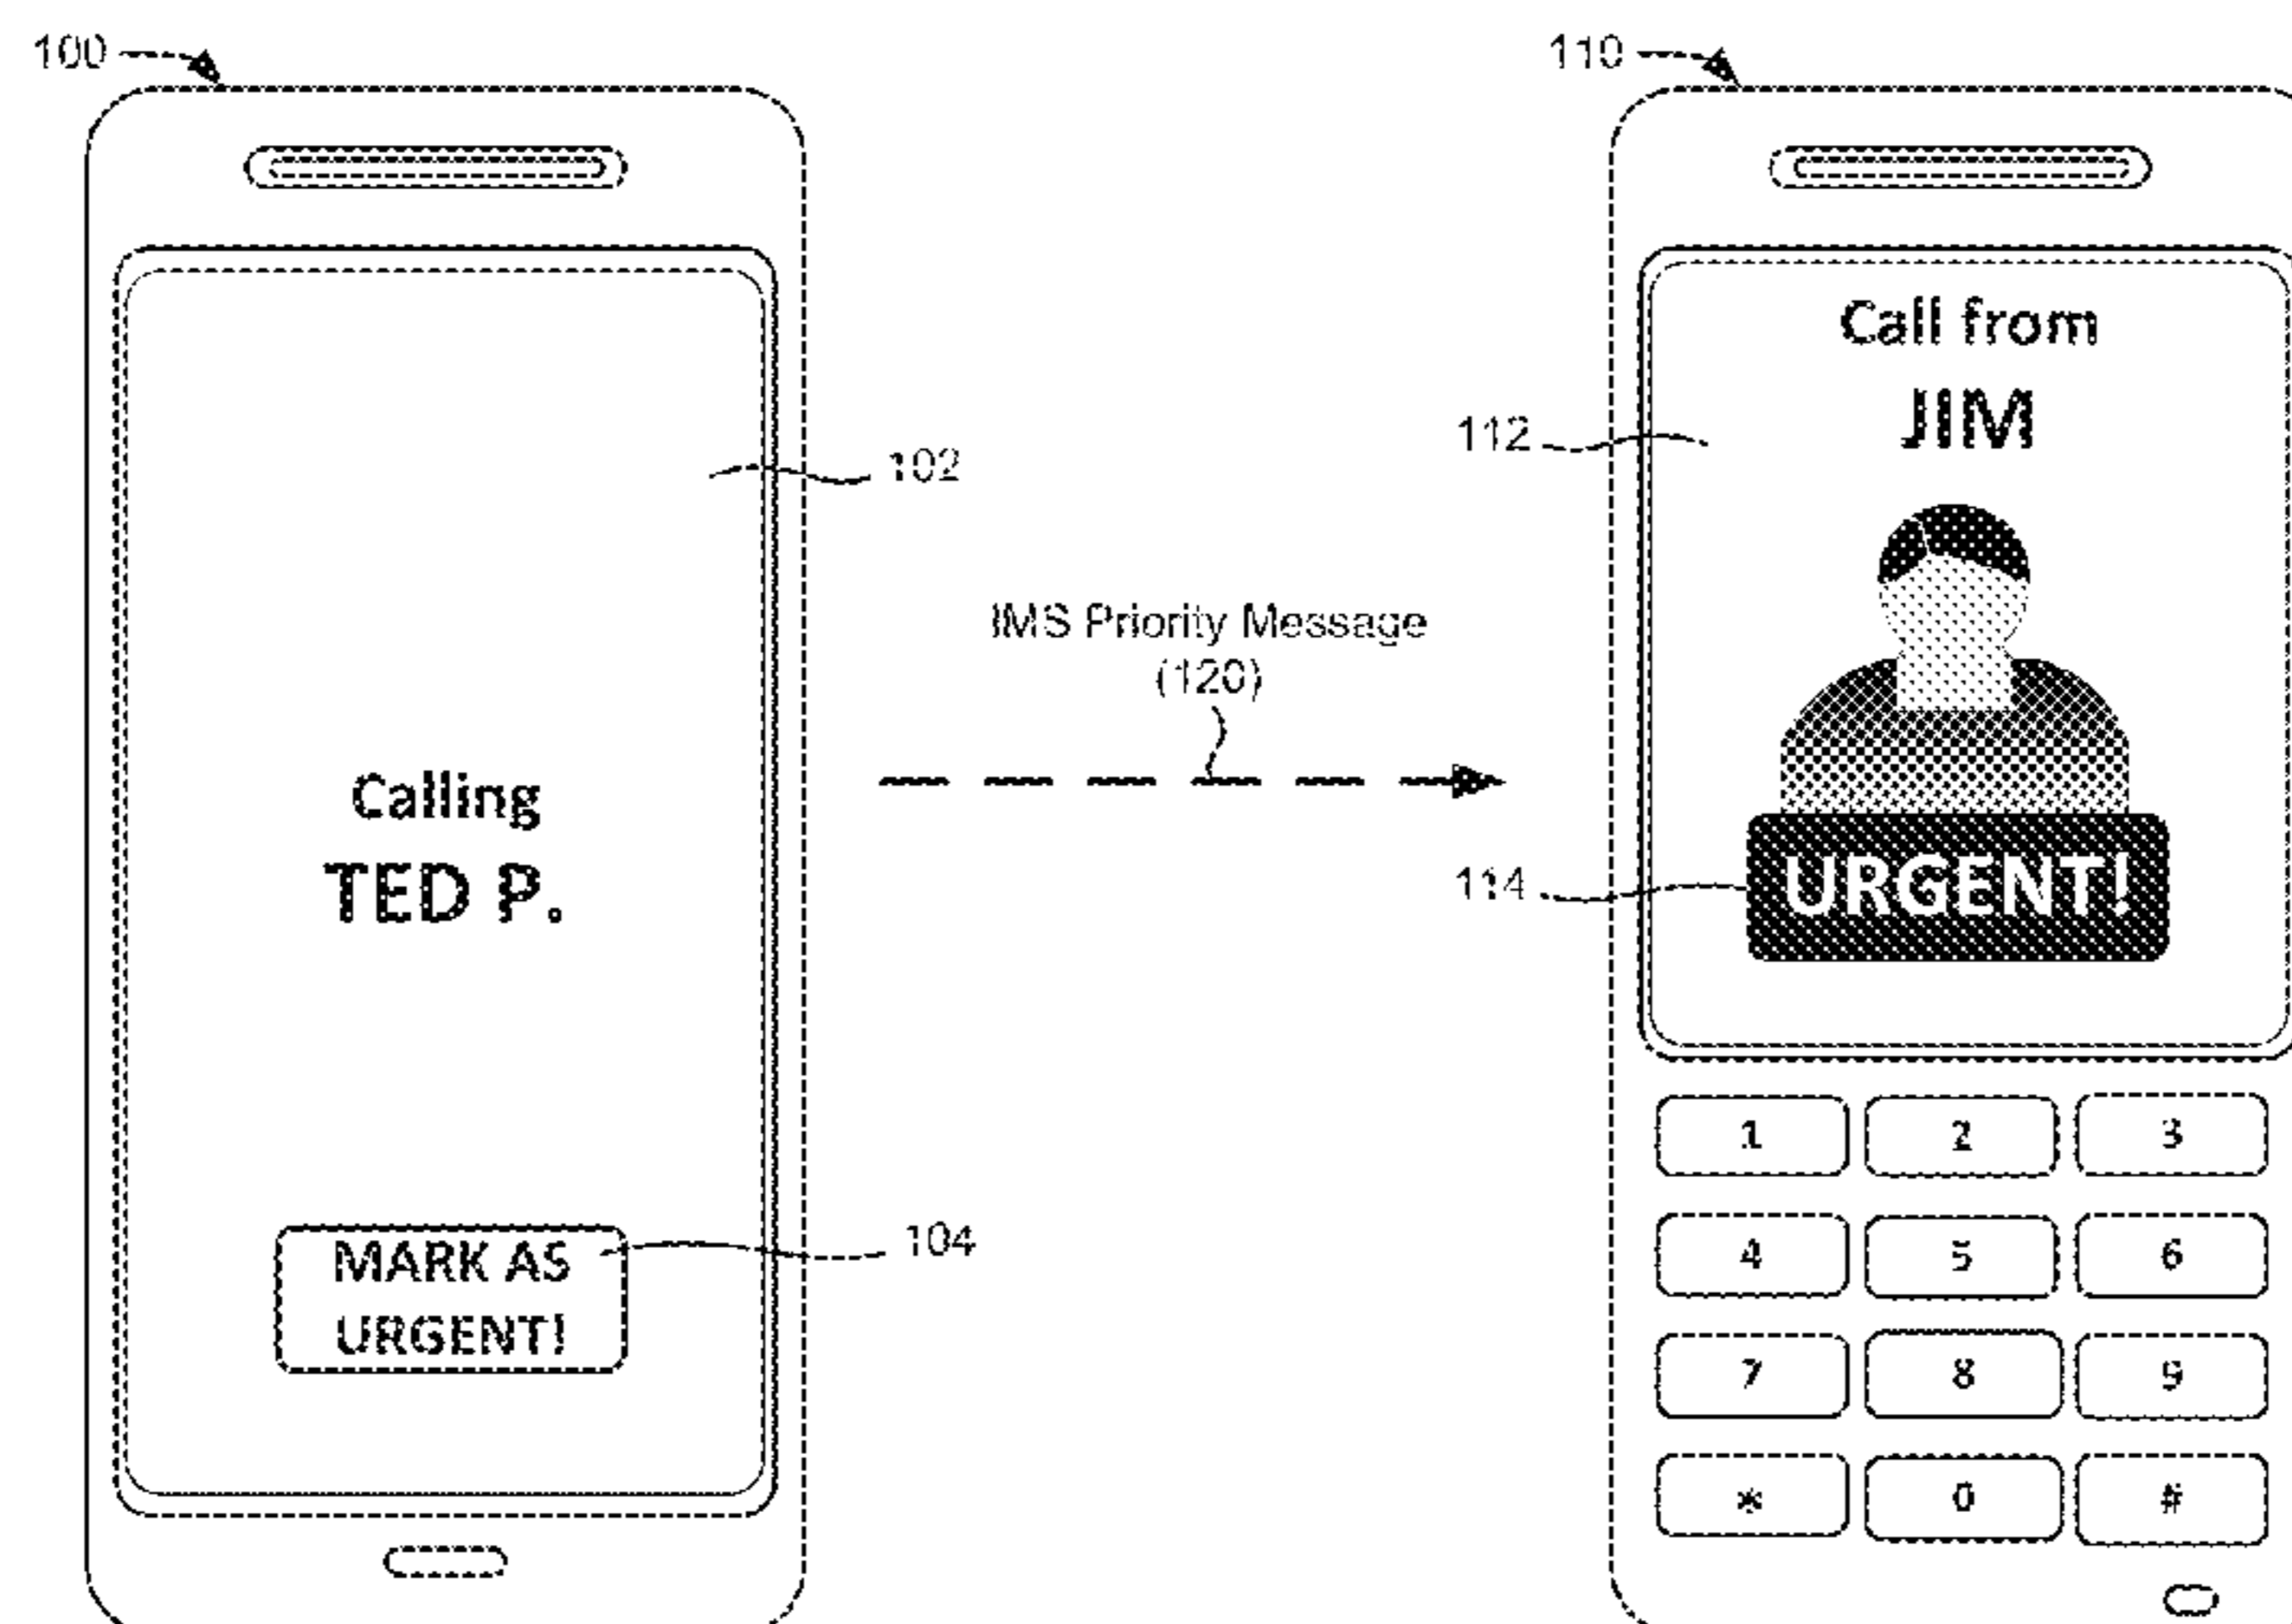 100
110
Call from
JIM
112
102
IMS Priority Message
(120)
Calling
TED P.
URGENT!
114
MARK AS
URGENT!
104
1 2 3
4 5 6
7 8 9
* 0 #